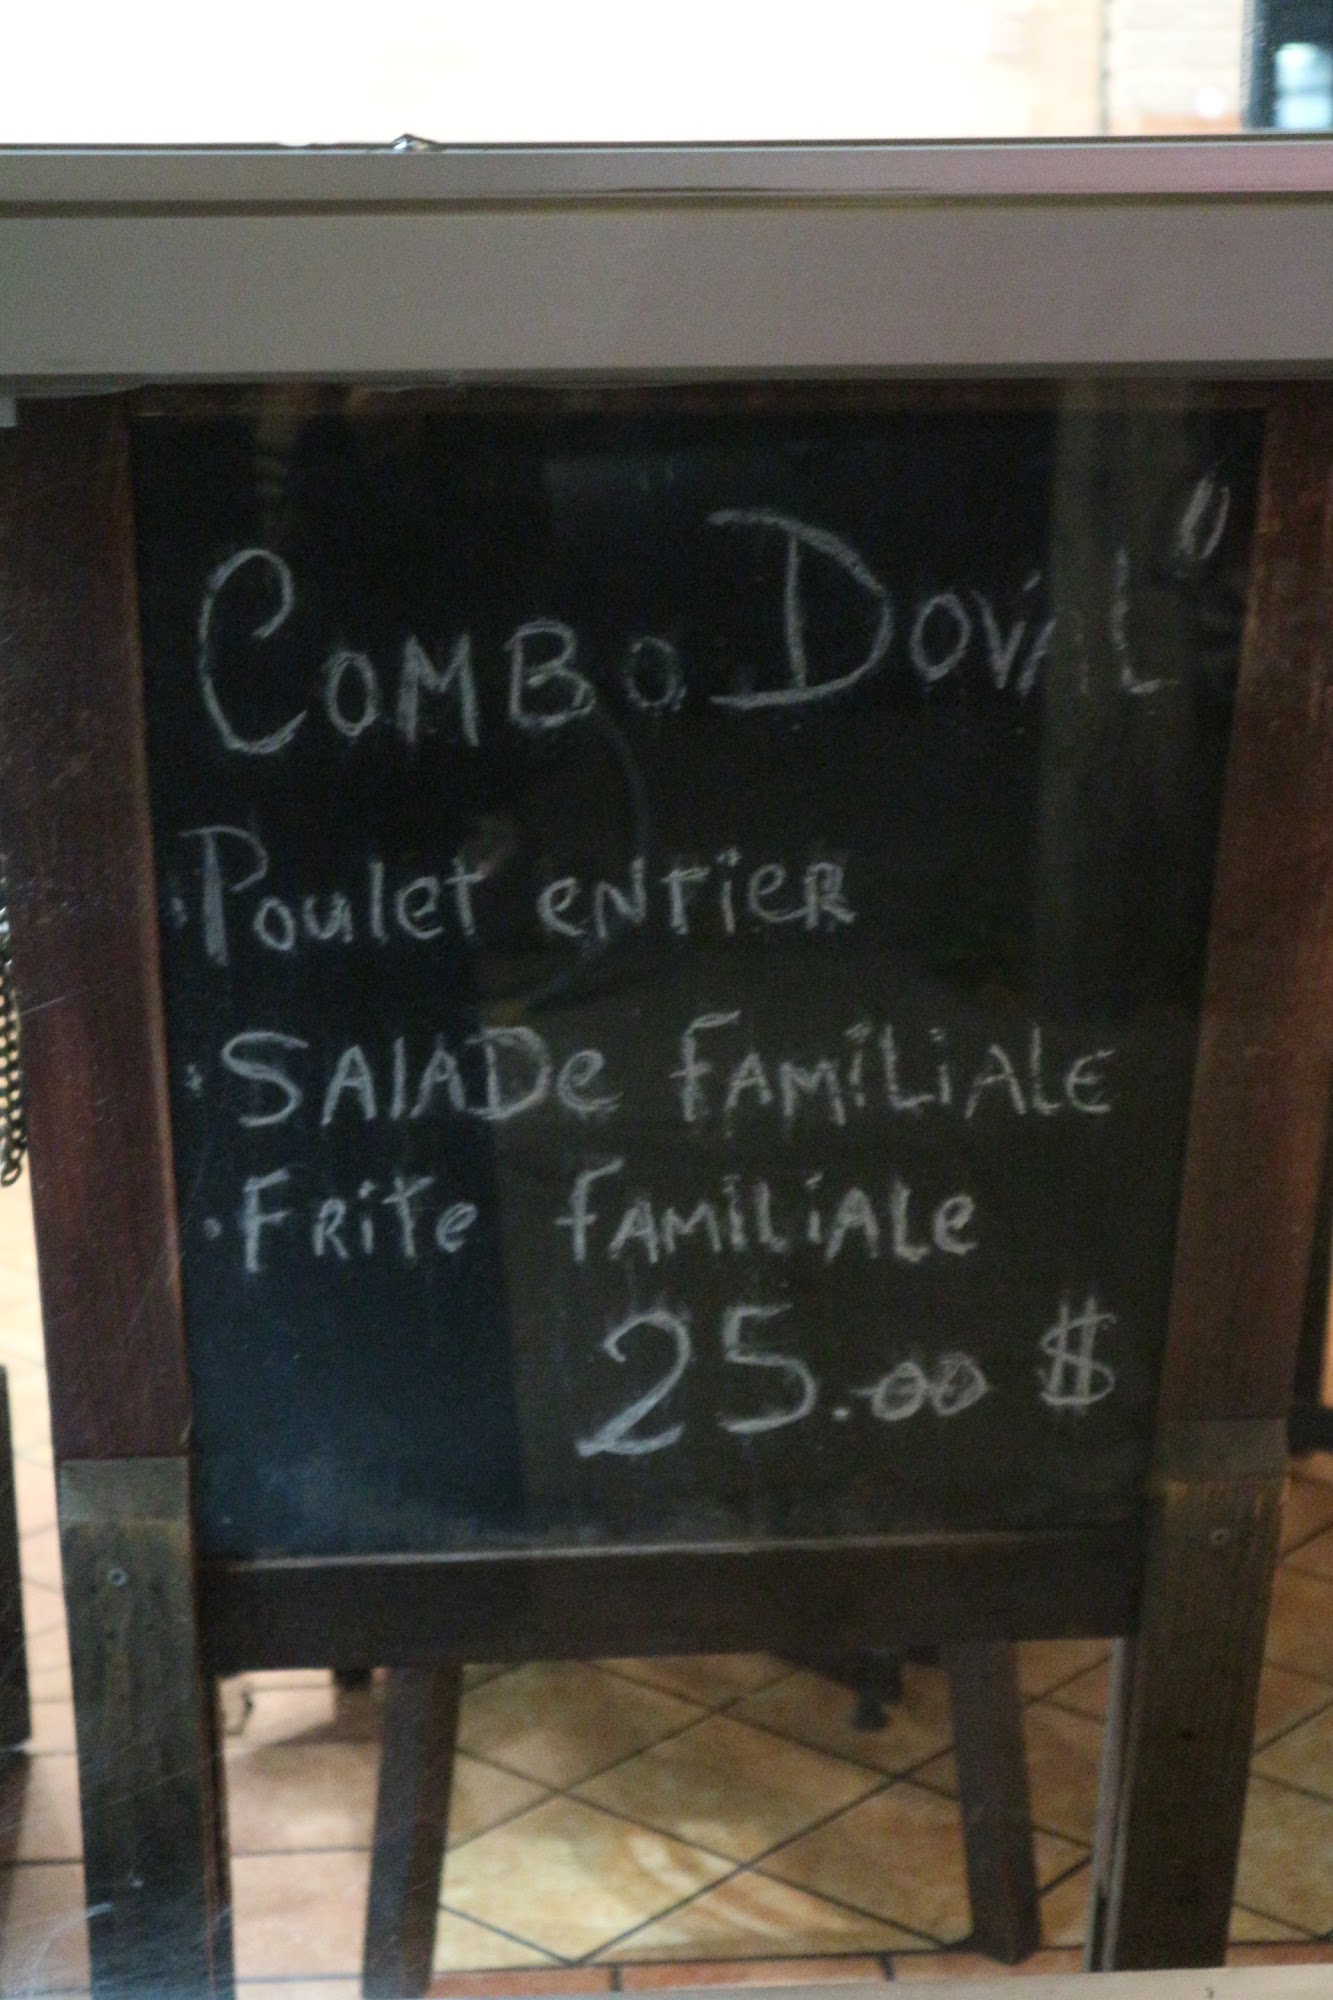 Combo Doval
· Poulet entier
· Salade familiale
· Frite familiale
25.00 $